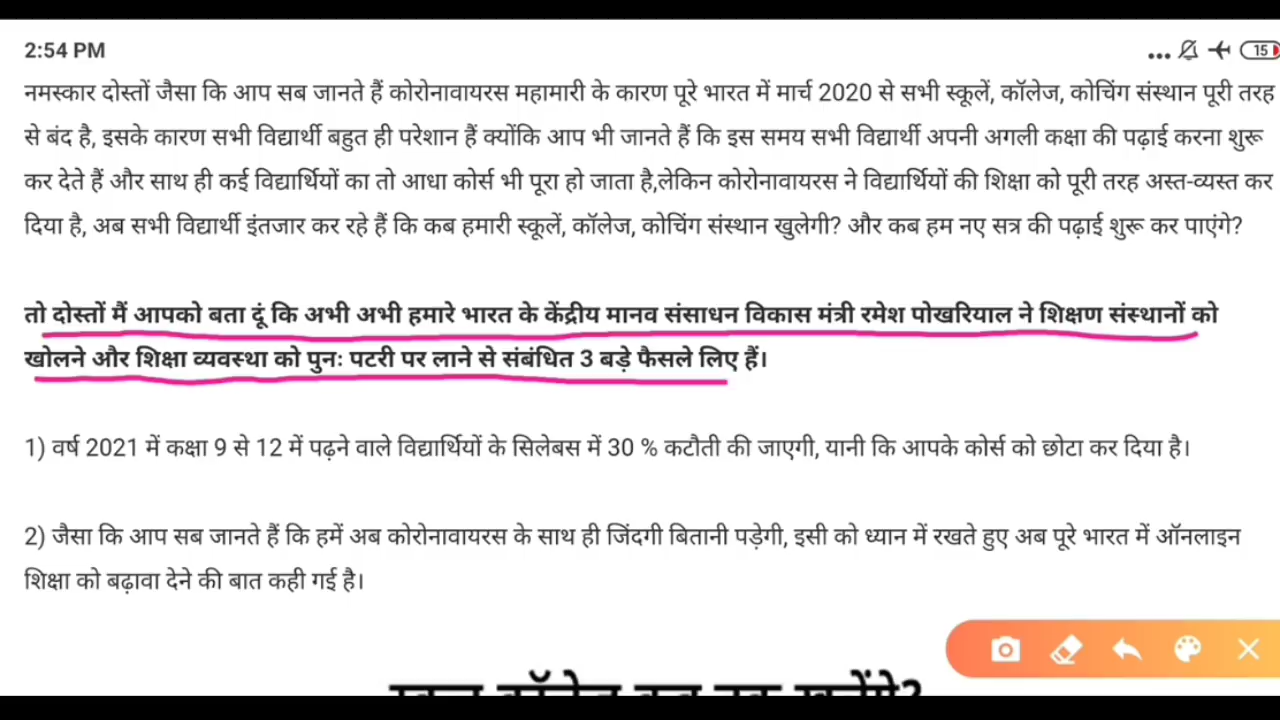 2:54 PM
15
नमस्कार दोस्तों जैसा कि आप सब जानते हैं कोरोनावायरस महामारी के कारण पूरे भारत में मार्च 2020 से सभी स्कूलें, कॉलेज, कोचिंग संस्थान पूरी तरह
से बंद है, इसके कारण सभी विद्यार्थी बहुत ही परेशान हैं क्योंकि आप भी जानते हैं कि इस समय सभी विद्यार्थी अपनी अगली कक्षा की पढ़ाई करना शुरू
कर देते हैं और साथ ही कई विद्यार्थियों का तो आधा कोर्स भी पूरा हो जाता है,लेकिन कोरोनावायरस ने विद्यार्थियों की शिक्षा को पूरी तरह अस्त-व्यस्त कर
दिया है, अब सभी विद्यार्थी इंतजार कर रहे हैं कि कब हमारी स्कूलें, कॉलेज, कोचिंग संस्थान खुलेगी? और कब हम नए सत्र की पढ़ाई शुरू कर पाएंगे?
तो दोस्तों मैं आपको बता दूं कि अभी अभी हमारे भारत के केंद्रीय मानव संसाधन विकास मंत्री रमेश पोखरियाल ने शिक्षण संस्थानों को
खोलने और शिक्षा व्यवस्था को पुनः पटरी पर लाने से संबंधित 3 बड़े फैसले लिए हैं।
1) वर्ष 2021 में कक्षा 9 से 12 में पढ़ने वाले विद्यार्थियों के सिलेबस में 30 % कटौती की जाएगी, यानी कि आपके कोर्स को छोटा कर दिया है।
2) जैसा कि आप सब जानते हैं कि हमें अब कोरोनावायरस के साथ ही जिंदगी बितानी पड़ेगी, इसी को ध्यान में रखते हुए अब पूरे भारत में ऑनलाइन
शिक्षा को बढ़ावा देने की बात कही गई है।